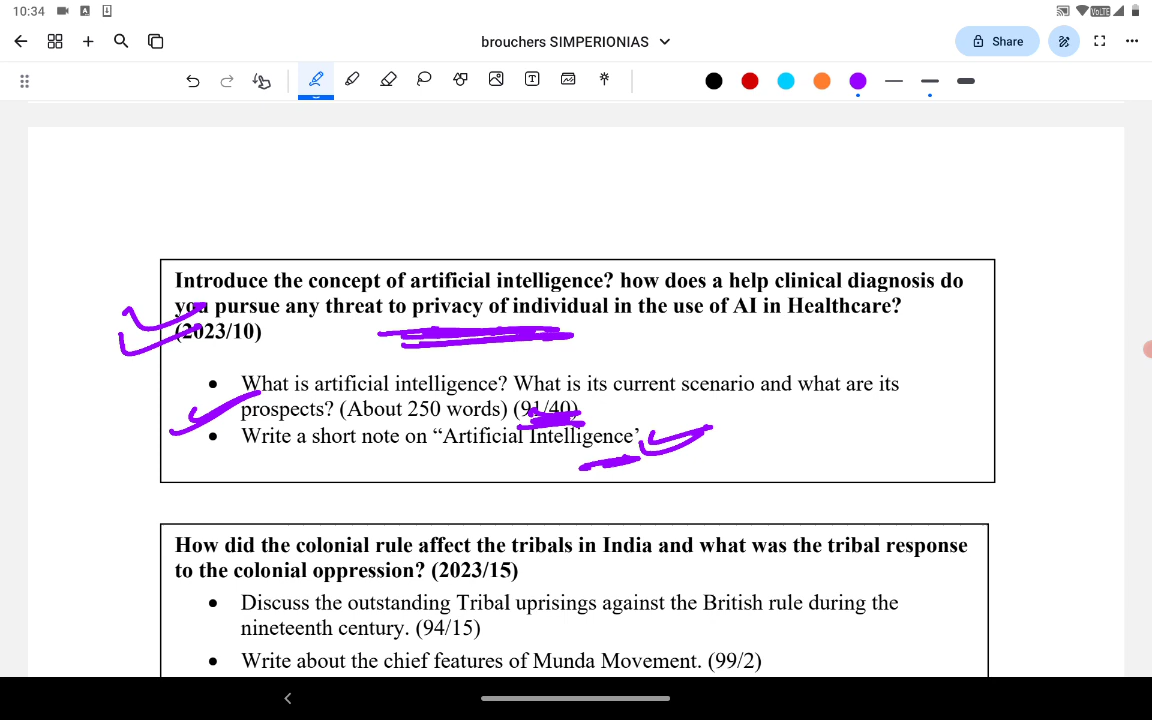 10:34
VoLTE
brouchers SIMPERIONIAS
Share
Introduce the concept of artificial intelligence? how does a help clinical diagnosis do
you pursue any threat to privacy of individual in the use of AI in Healthcare?
(2023/10)
• What is artificial intelligence? What is its current scenario and what are its
prospects? (About 250 words) (91/40)
• Write a short note on “Artificial Intelligence’
How did the colonial rule affect the tribals in India and what was the tribal response
to the colonial oppression? (2023/15)
• Discuss the outstanding Tribal uprisings against the British rule during the
nineteenth century. (94/15)
• Write about the chief features of Munda Movement. (99/2)